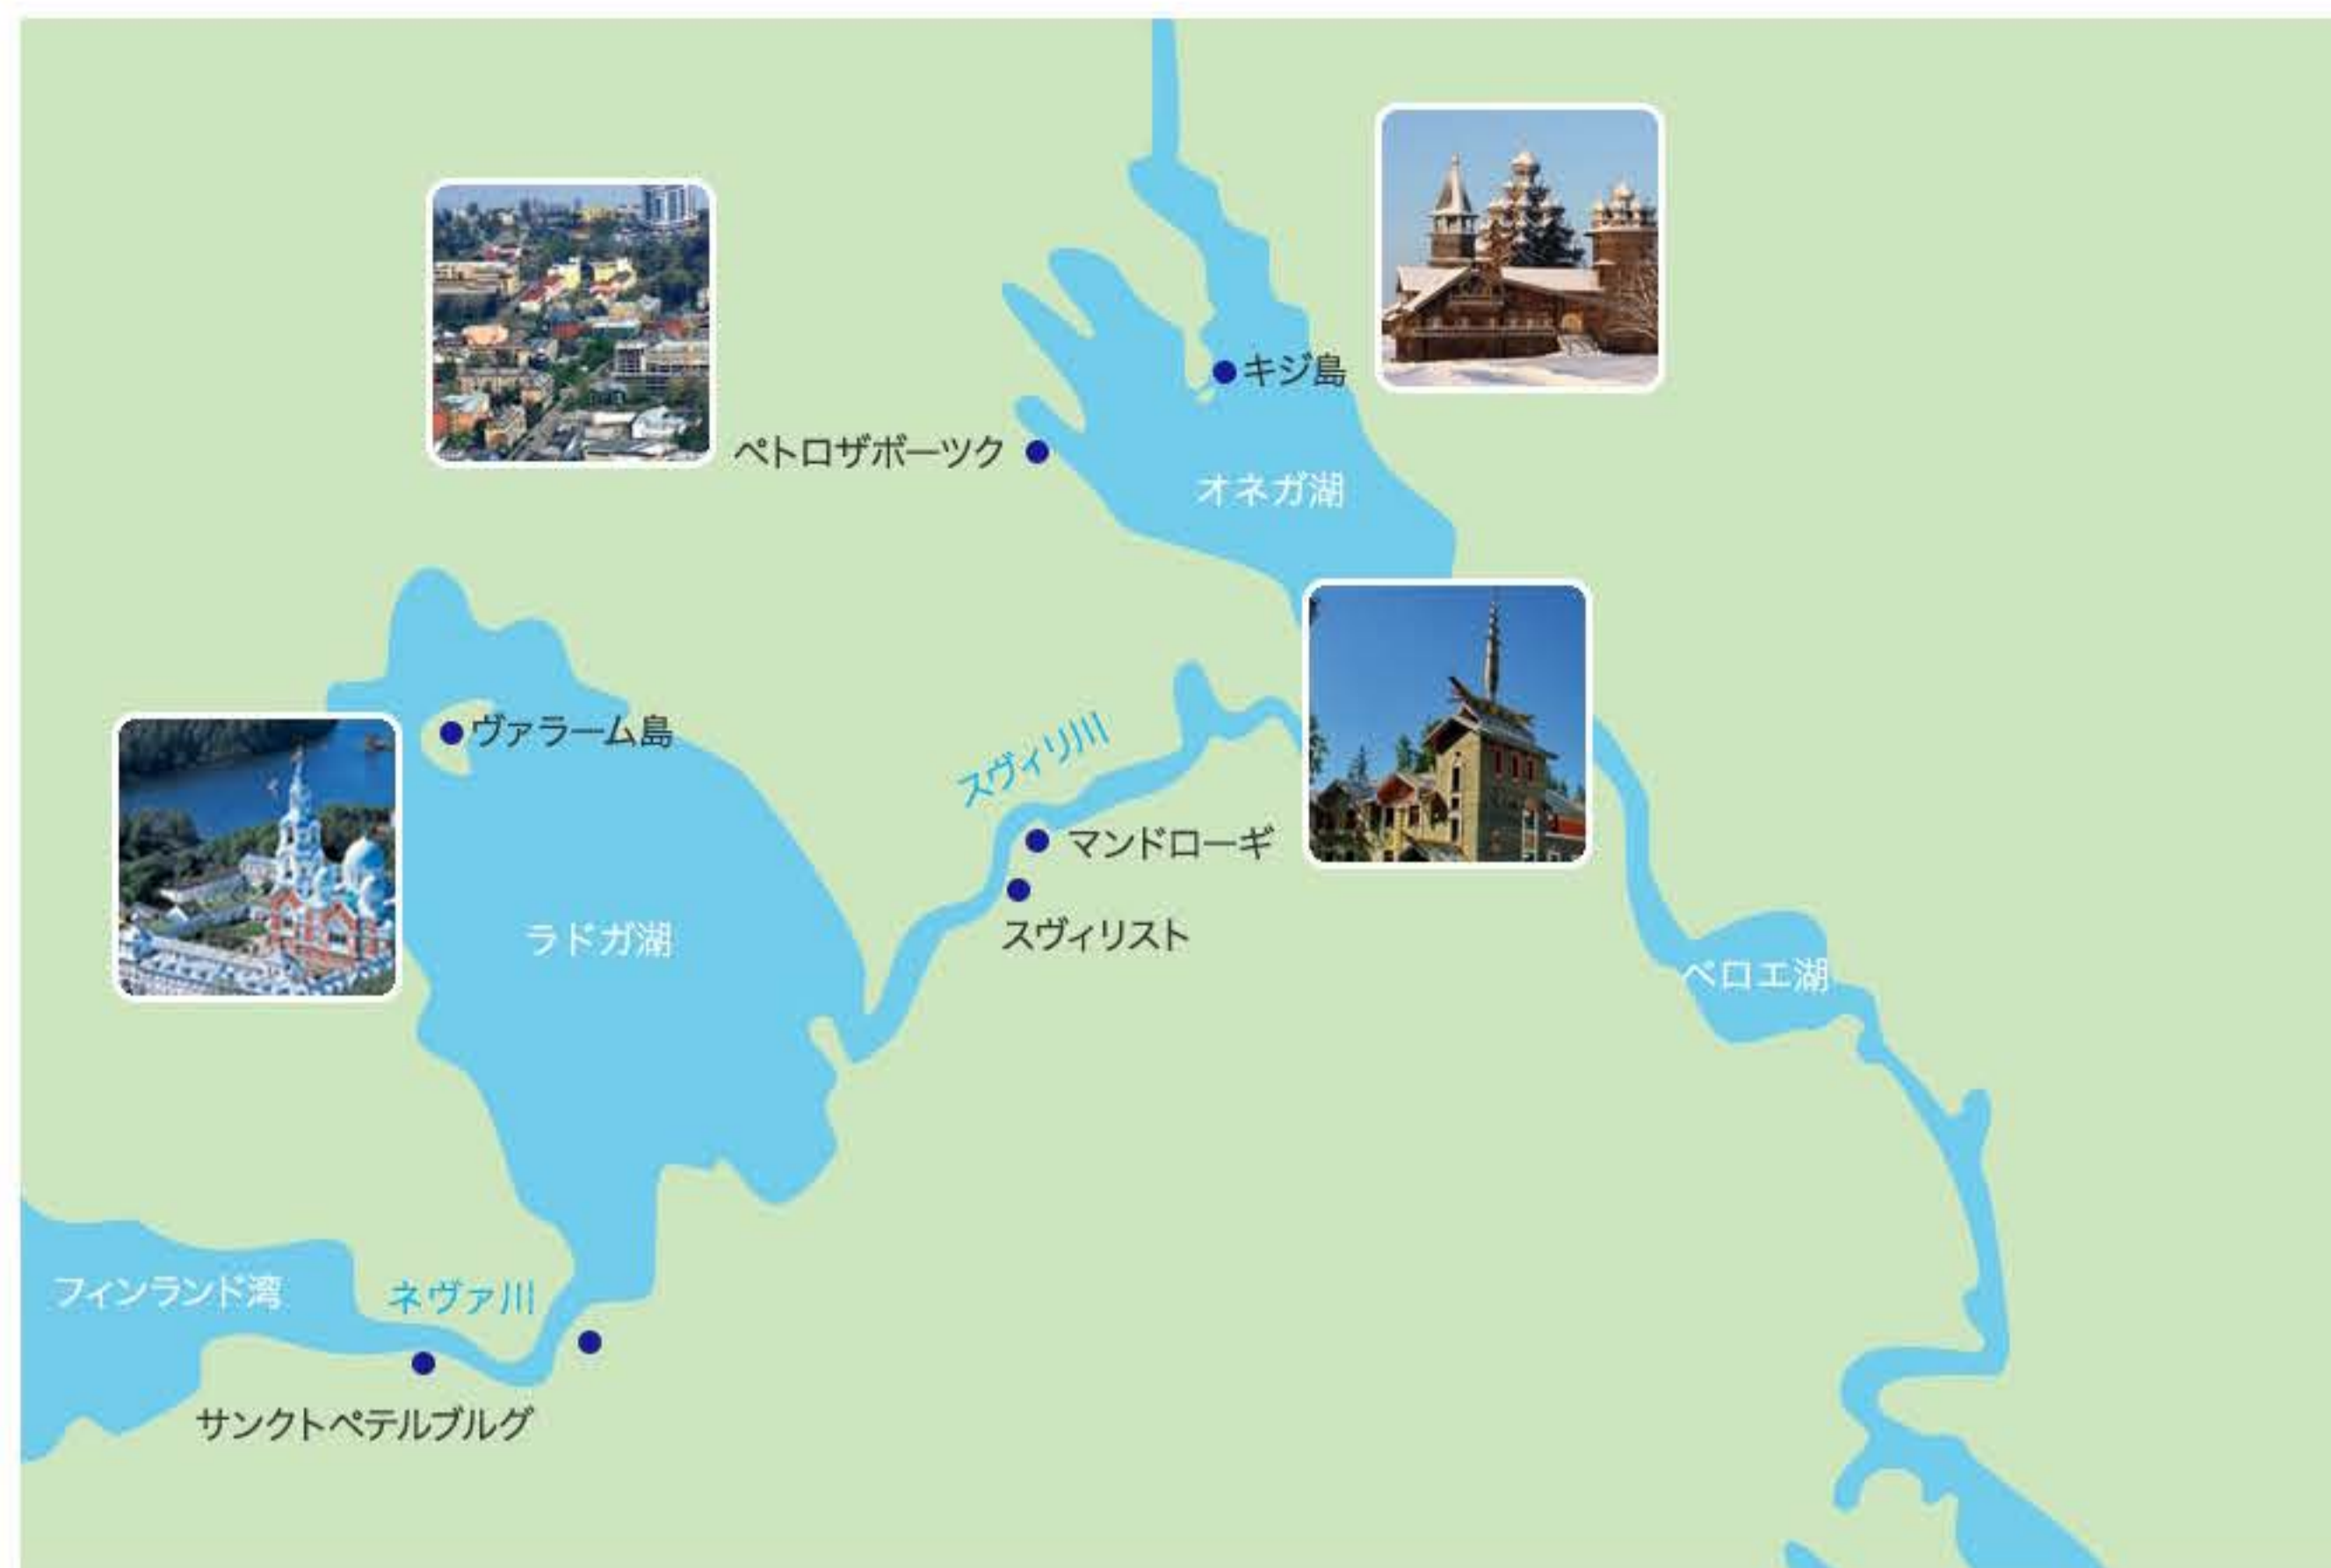 キジ島
ペトロザボーツク
オネガ湖
ヴァラーム島
スヴィリ川
マンドローギ
スヴィリスト
ラドガ湖
ベロエ湖
フィンランド湾
ネヴァ川
サンクトペテルブルグ